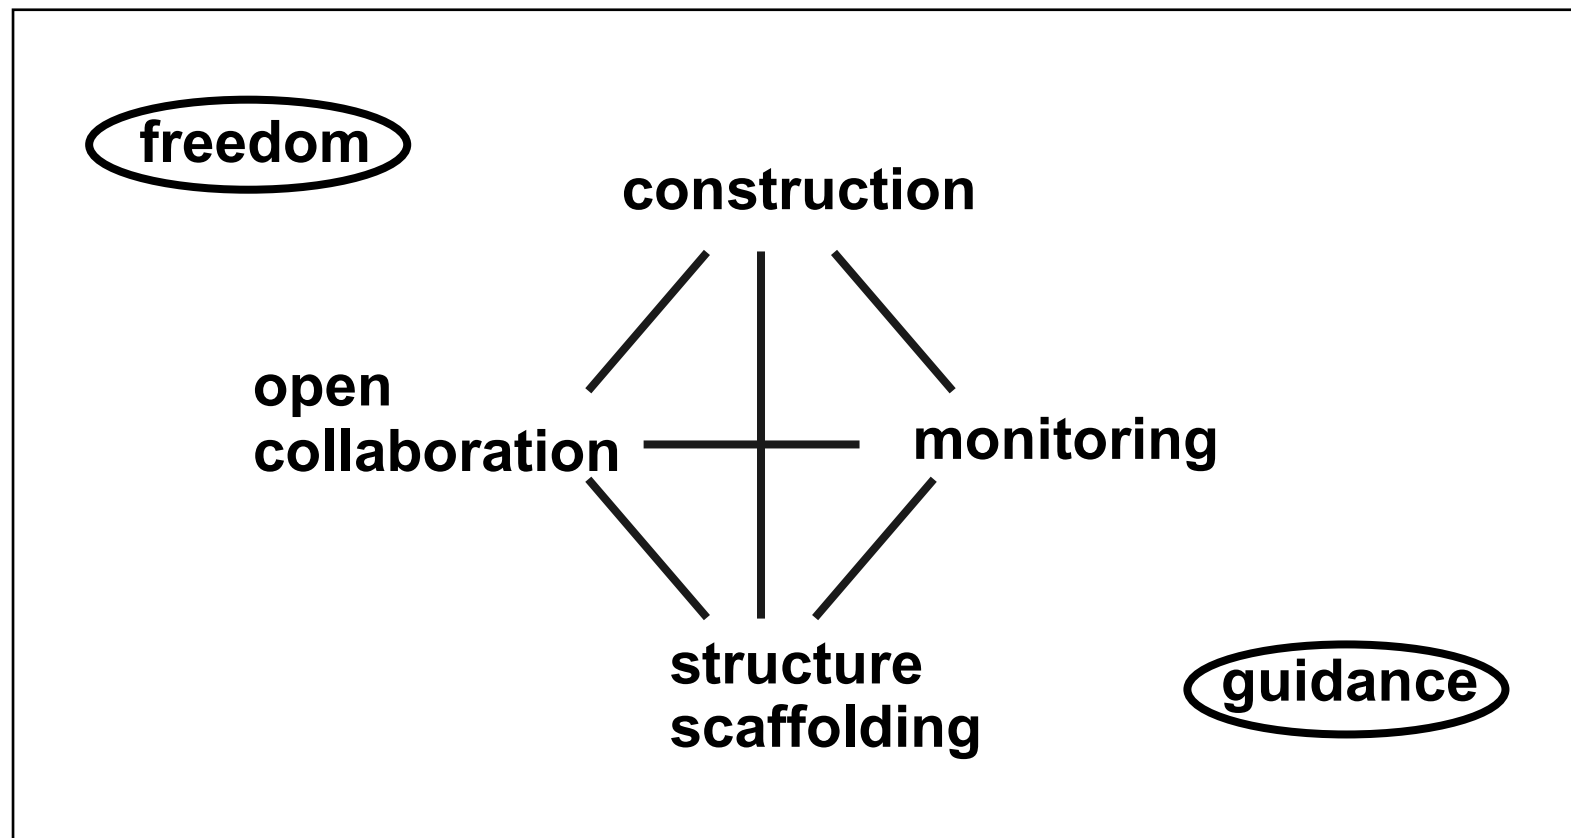 freedom
construction
open
collaboration
monitoring
structure
scaffolding
guidance